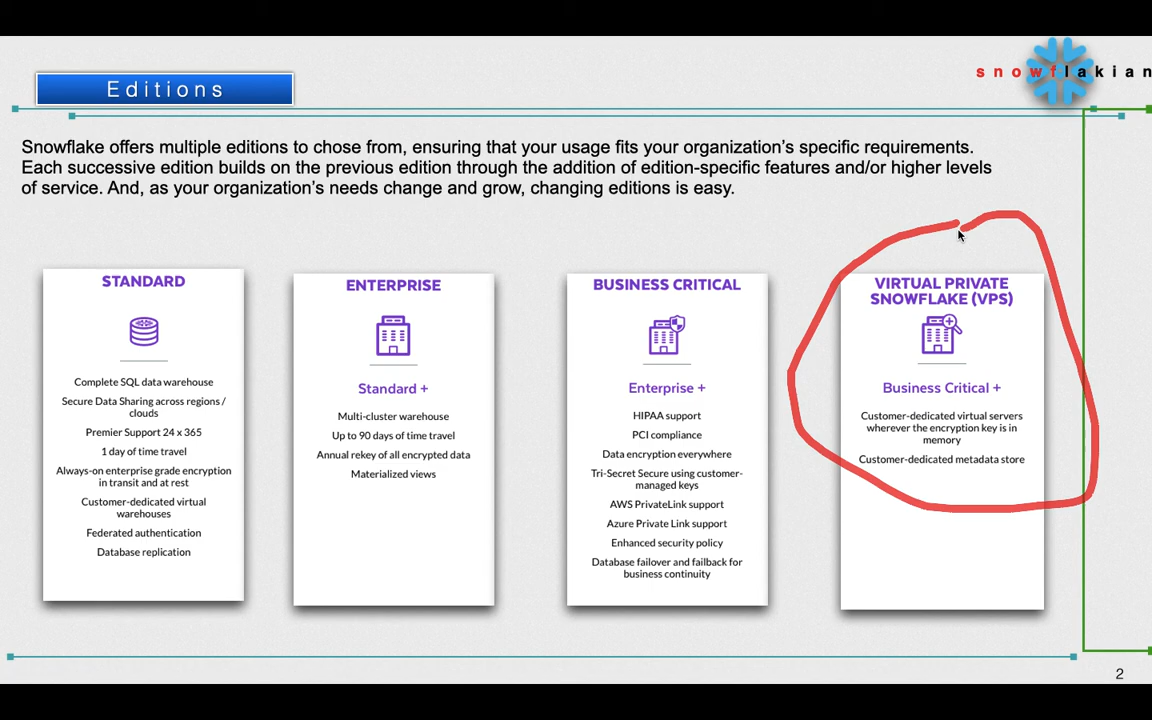 snowflakian
Editions
Snowflake offers multiple editions to chose from, ensuring that your usage fits your organization's specific requirements.
Each successive edition builds on the previous edition through the addition of edition-specific features and/or higher levels
of service. And, as your organization's needs change and grow, changing editions is easy.
STANDARD
Complete SQL data warehouse
Secure Data Sharing across regions /
clouds
Premier Support 24 x 365
1 day of time travel
Always-on enterprise grade encryption
in transit and at rest
Customer-dedicated virtual
warehouses
Federated authentication
Database replication
ENTERPRISE
Standard +
Multi-cluster warehouse
Up to 90 days of time travel
Annual rekey of all encrypted data
Materialized views
BUSINESS CRITICAL
Enterprise +
HIPAA support
PCI compliance
Data encryption everywhere
Tri-Secret Secure using customer-
managed keys
AWS PrivateLink support
Azure Private Link support
Enhanced security policy
Database failover and failback for
business continuity
VIRTUAL PRIVATE
SNOWFLAKE (VPS)
Business Critical +
Customer-dedicated virtual servers
wherever the encryption key is in
memory
Customer-dedicated metadata store
2